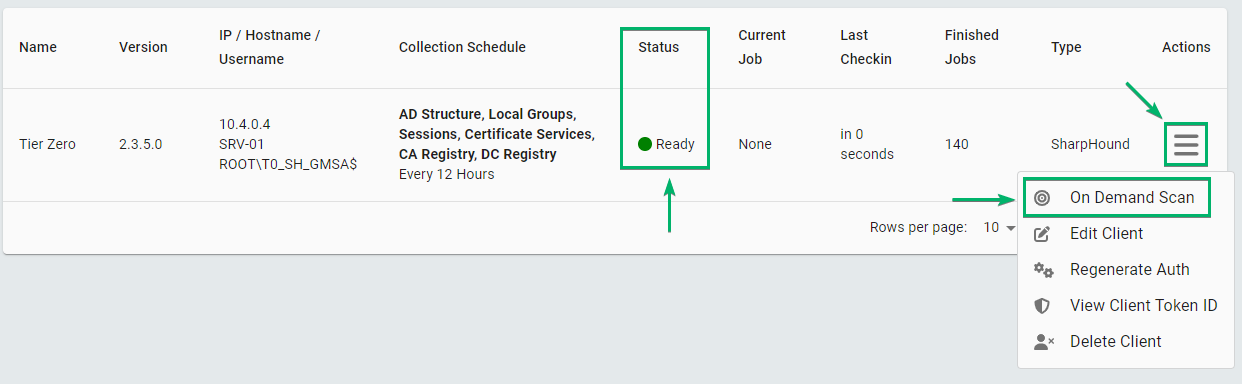 Name
Version
IP / Hostname /
Username
Collection Schedule
Status
Current
Job
Last
Checkin
Finished
Jobs
Type
Actions
Tier Zero
2.3.5.0
10.4.0.4
SRV-01
ROOT\T0_SH_GMSA$
AD Structure, Local Groups,
Sessions, Certificate Services,
CA Registry, DC Registry
Every 12 Hours
Ready
None
in 0
seconds
140
SharpHound
Rows per page:
10
On Demand Scan
Edit Client
Regenerate Auth
View Client Token ID
Delete Client